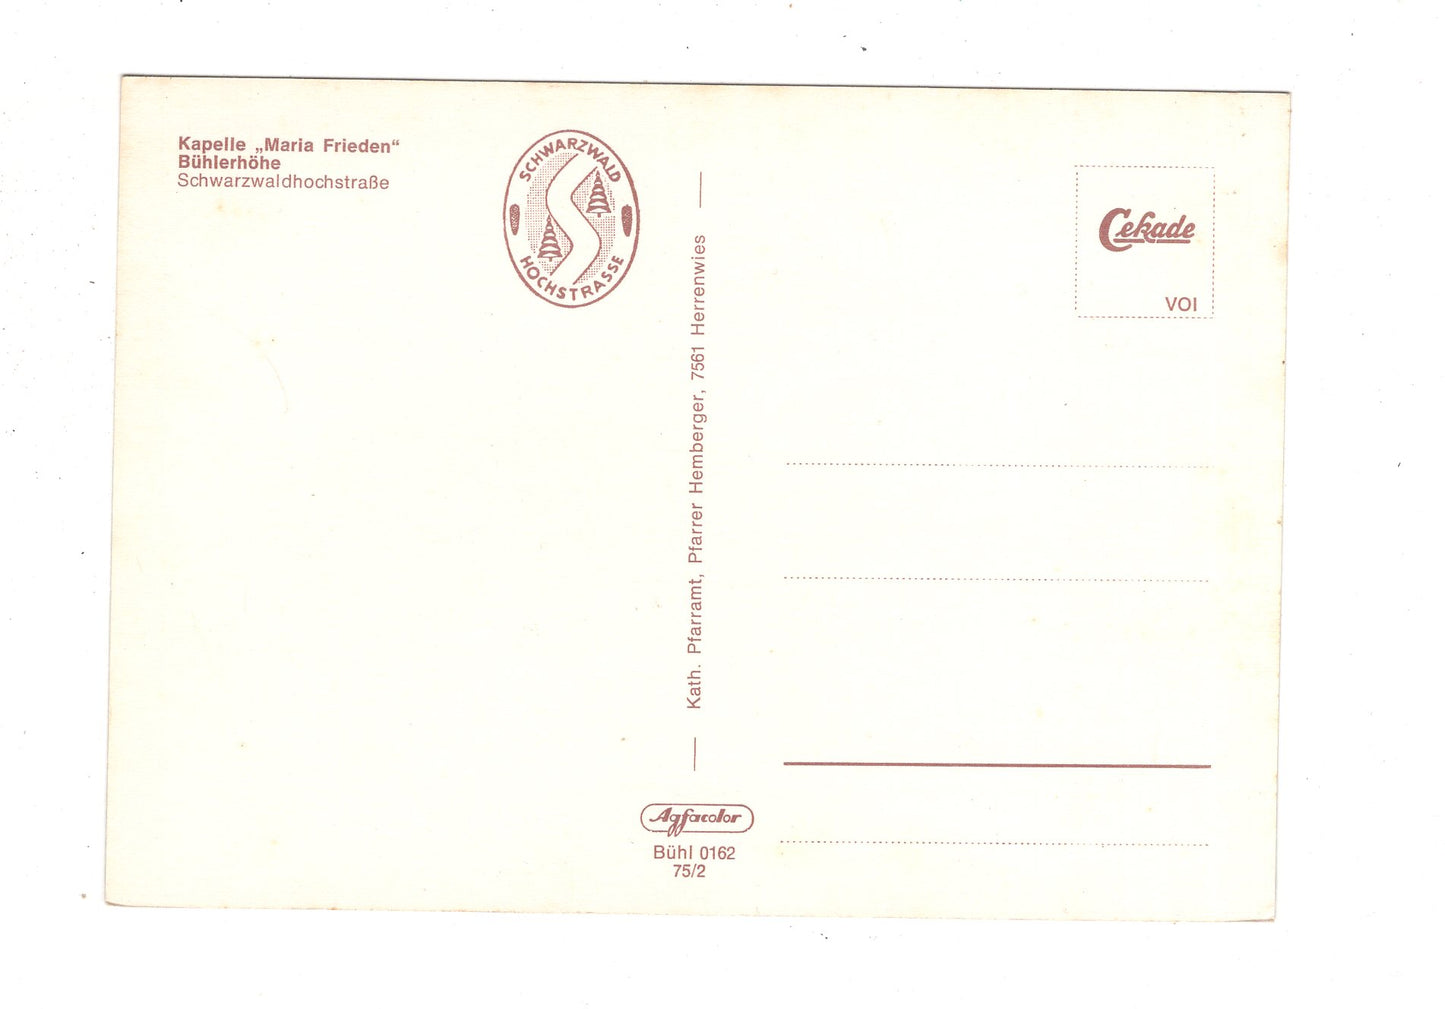 Kapelle „Maria Frieden“
Bühlerhöhe
Schwarzwaldhochstraße
SCHWARZWALD
HOCHSTRASSE
Kath. Pfarramt, Pfarrer Hemberger, 7561 Herrenwies
Cekade
VOI
Agfacolor
Bühl 0162
75/2